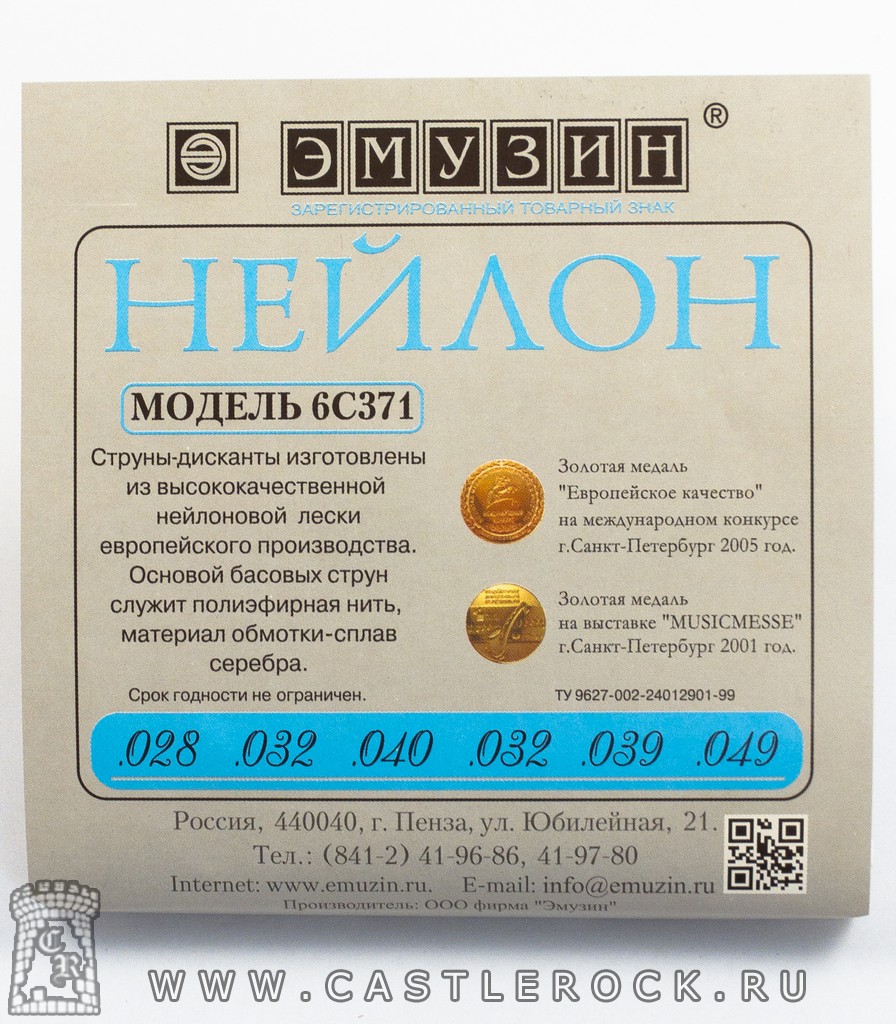 Э ЭМУЗИН ®
ЗАРЕГИСТРИРОВАННЫЙ ТОВАРНЫЙ ЗНАК
НЕЙЛОН
МОДЕЛЬ 6С371
Струны-дисканты изготовлены
из высококачественной
нейлоновой лески
европейского производства.
Основой басовых струн
служит полиэфирная нить,
материал обмотки-сплав
серебра.
Срок годности не ограничен.
Золотая медаль
"Европейское качество"
на международном конкурсе
г.Санкт-Петербург 2005 год.
Золотая медаль
на выставке "MUSICMESSE"
г.Санкт-Петербург 2001 год.
ТУ 9627-002-24012901-99
.028 .032 .040 .032 .039 .049
Россия, 440040, г. Пенза, ул. Юбилейная, 21.
Тел.: (841-2) 41-96-86, 41-97-80
Internet: www.emuzin.ru. E-mail: info@emuzin.ru
Производитель: ООО фирма "Эмузин"
CR
WWW.CASTLEROCK.RU